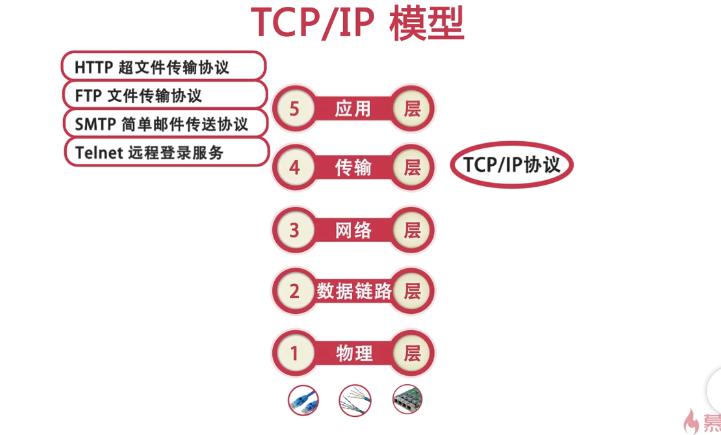 TCP/IP 模型
HTTP 超文件传输协议
FTP 文件传输协议
SMTP 简单邮件传送协议
Telnet 远程登录服务
5 应用 层
4 传输 层
TCP/IP协议
3 网络 层
2 数据链路 层
1 物理 层
慕